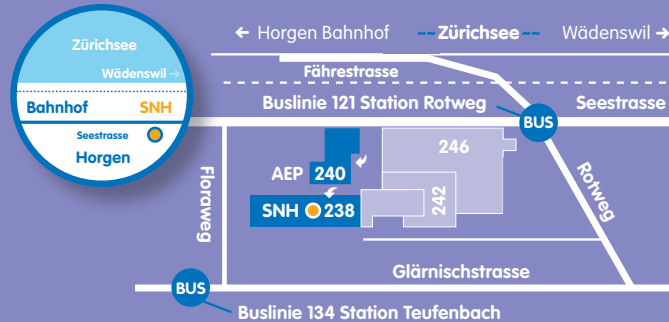 ← Horgen Bahnhof ~~Zürichsee~~ Wädenswil →
Zürichsee
Wädenswil →
Bahnhof SNH
Seestrasse
Horgen
Fährestrasse
Buslinie 121 Station Rotweg
Seestrasse
BUS
246
AEP 240
242
SNH 238
Floraweg
Rotweg
Glärnischstrasse
BUS
Buslinie 134 Station Teufenbach